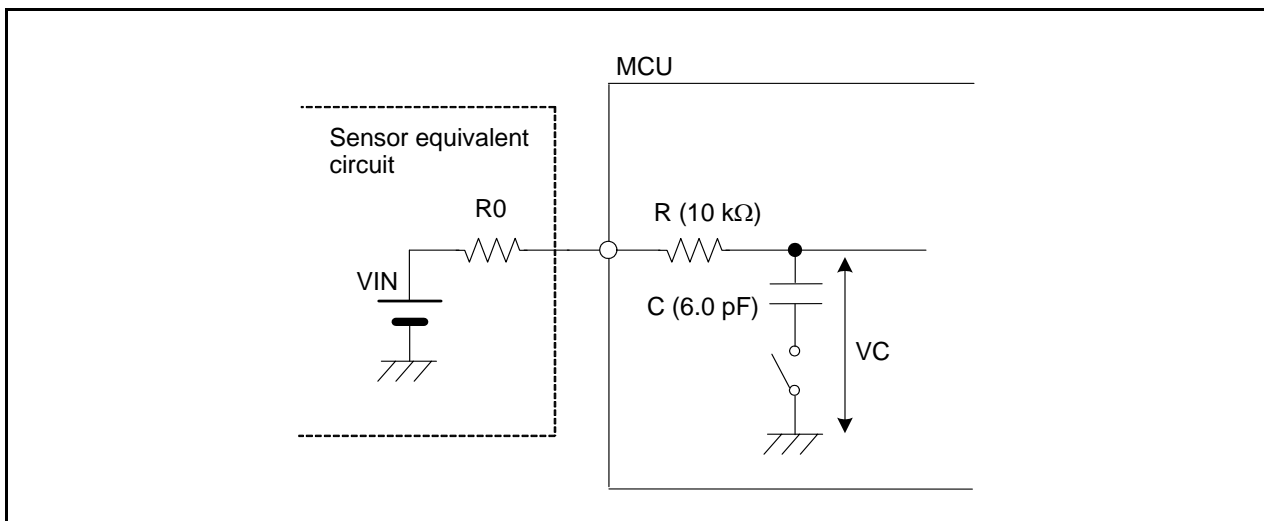 MCU
Sensor equivalent
circuit
R0
R (10 kΩ)
VIN
C (6.0 pF)
VC